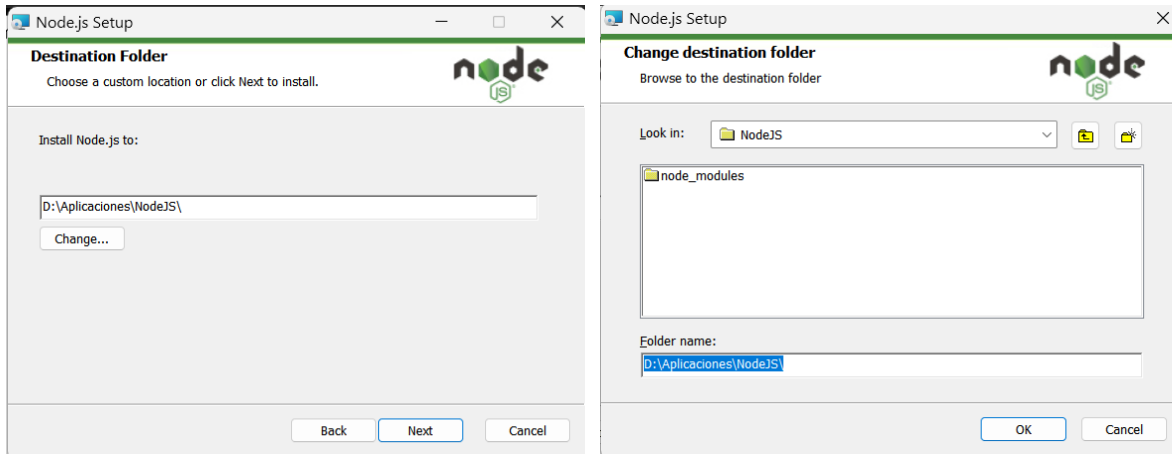 Node.js Setup
Destination Folder
Choose a custom location or click Next to install.
node
JS
Install Node.js to:
D:\Aplicaciones\NodeJS\
Change...
Back Next Cancel
Node.js Setup
Change destination folder
Browse to the destination folder
node
JS
Look in: NodeJS
node_modules
Folder name:
D:\Aplicaciones\NodeJS\
OK Cancel